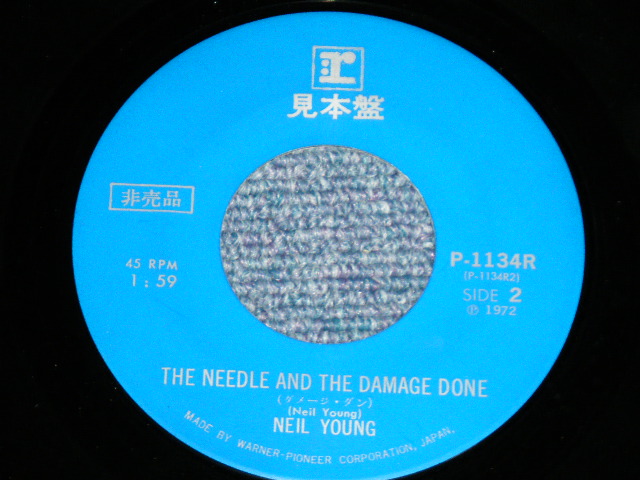 r
見本盤
非売品
45 RPM
1:59
P-1134R
(P-1134R2)
SIDE 2
Ⓟ 1972
THE NEEDLE AND THE DAMAGE DONE
(ダメージ・ダン)
(Neil Young)
NEIL YOUNG
MADE BY WARNER-PIONEER CORPORATION, JAPAN.